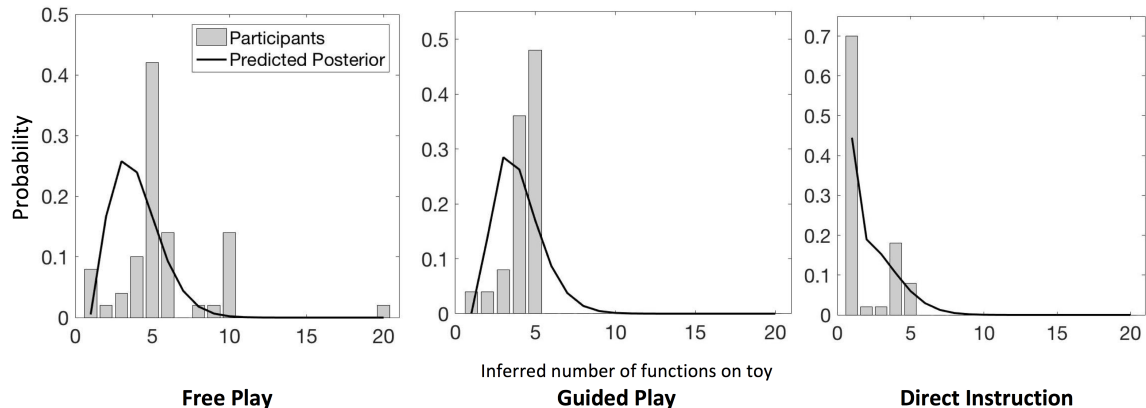 Probability
0.5
0.4
0.3
0.2
0.1
0
0 5 10 15 20
Participants
Predicted Posterior
Free Play
0.5
0.4
0.3
0.2
0.1
0
0 5 10 15 20
Inferred number of functions on toy
Guided Play
0.7
0.6
0.5
0.4
0.3
0.2
0.1
0
0 5 10 15 20
Direct Instruction